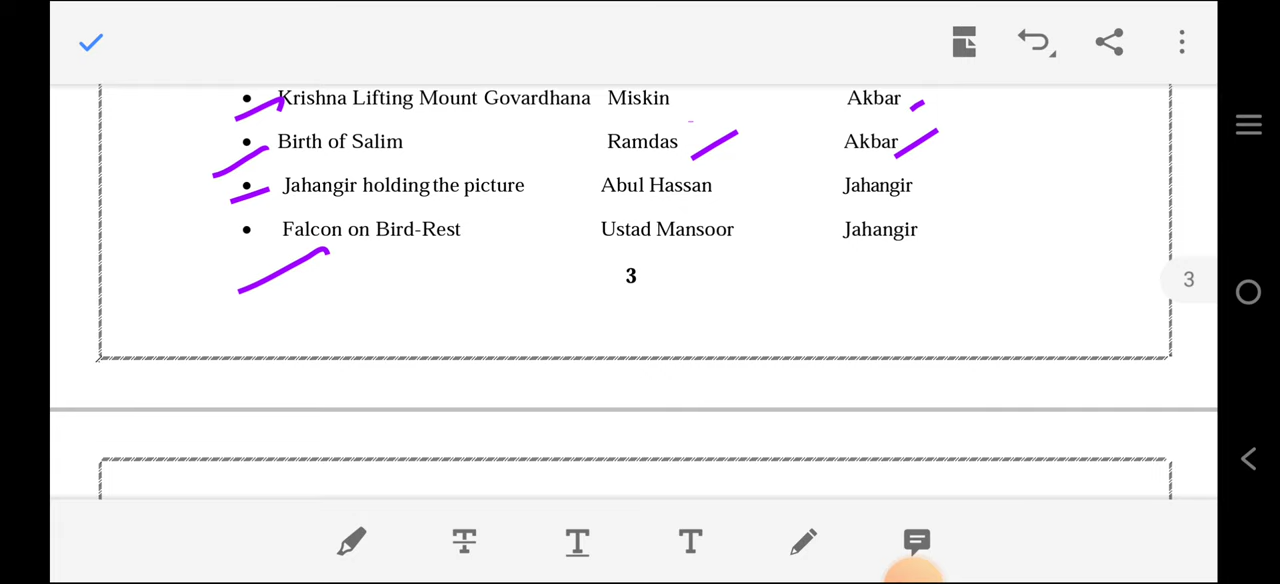 • Krishna Lifting Mount Govardhana Miskin Akbar
• Birth of Salim Ramdas Akbar
• Jahangir holding the picture Abul Hassan Jahangir
• Falcon on Bird-Rest Ustad Mansoor Jahangir
3
3
T T T